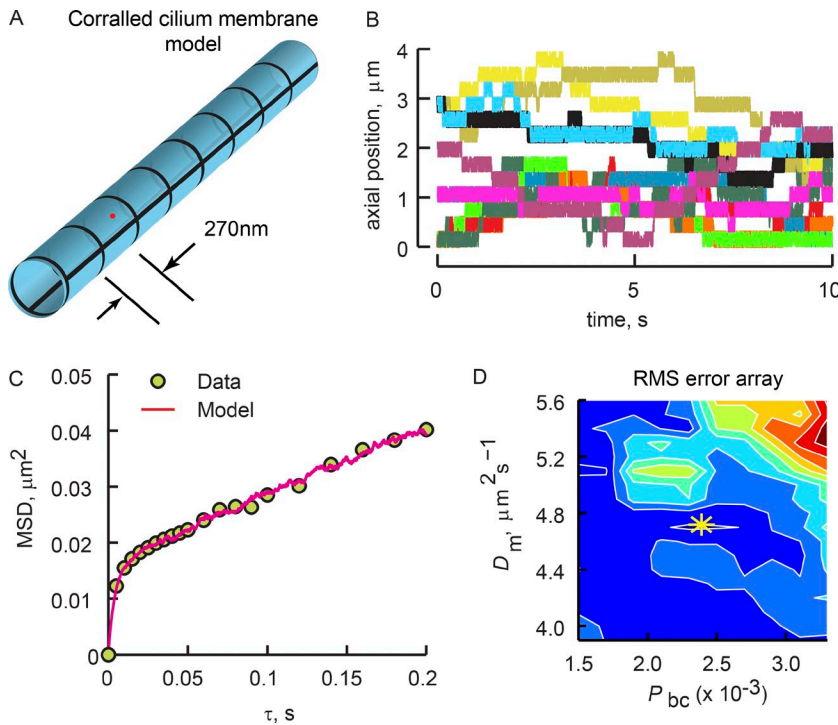 A
Corralled cilium membrane
model
270nm
B
axial position, μm
4
3
2
1
0
0
5
10
time, s
C
Data
Model
MSD, μm²
0.05
0.04
0.03
0.02
0.01
0
0
0.05
0.1
0.15
0.2
τ, s
D
RMS error array
D_m, μm²s⁻¹
5.6
5.2
4.8
4.4
4.0
1.5
2.0
2.5
3.0
P_bc (x 10⁻³)